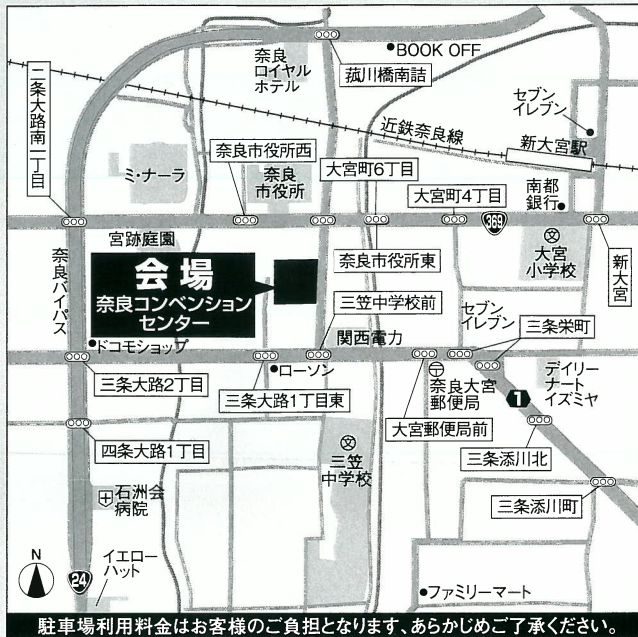 BOOK OFF
奈良
ロイヤル
ホテル
菰川橋南詰
二条大路南一丁目
セブン
イレブン
近鉄奈良線
新大宮駅
ミ・ナーラ
奈良市役所西
奈良
市役所
大宮町6丁目
大宮町4丁目
南都
銀行
369
宮跡庭園
奈良市役所東
大宮
小学校
新大宮
奈良バイパス
会場
奈良コンベンション
センター
三笠中学校前
関西電力
セブン
イレブン
三条栄町
ドコモショップ
三条大路2丁目
ローソン
三条大路1丁目東
奈良大宮
郵便局
大宮郵便局前
デイリー
ナート
イズミヤ
1
四条大路1丁目
三笠
中学校
三条添川北
三条添川町
石洲会
病院
N
イエロー
ハット
24
ファミリーマート
駐車場利用料金はお客様のご負担となります、あらかじめご了承ください。